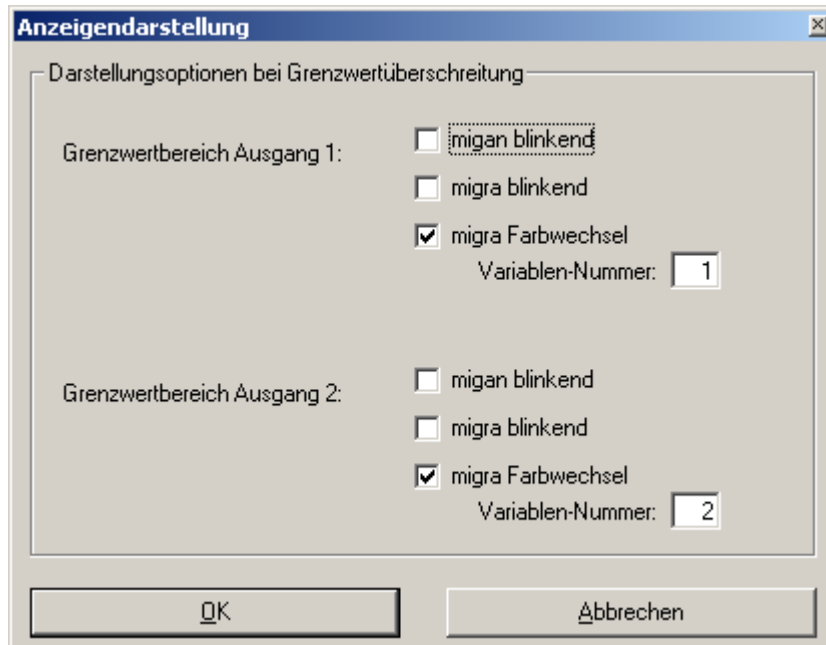 Anzeigendarstellung
Darstellungsoptionen bei Grenzwertüberschreitung
Grenzwertbereich Ausgang 1:
migan blinkend
migra blinkend
migra Farbwechsel
Variablen-Nummer: 1
Grenzwertbereich Ausgang 2:
migan blinkend
migra blinkend
migra Farbwechsel
Variablen-Nummer: 2
OK
Abbrechen